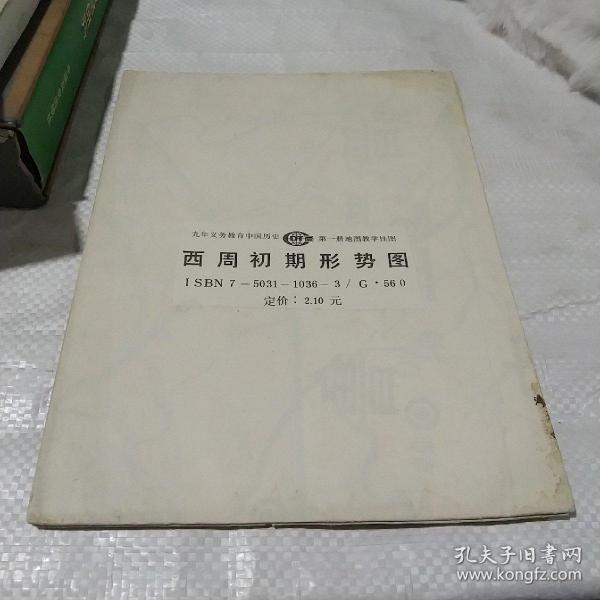 九年义务教育中国历史 第一册地图教学挂图
西周初期形势图
ISBN 7-5031-1036-3/G·560
定价：2.10 元
孔夫子旧书网
www.kongfz.com